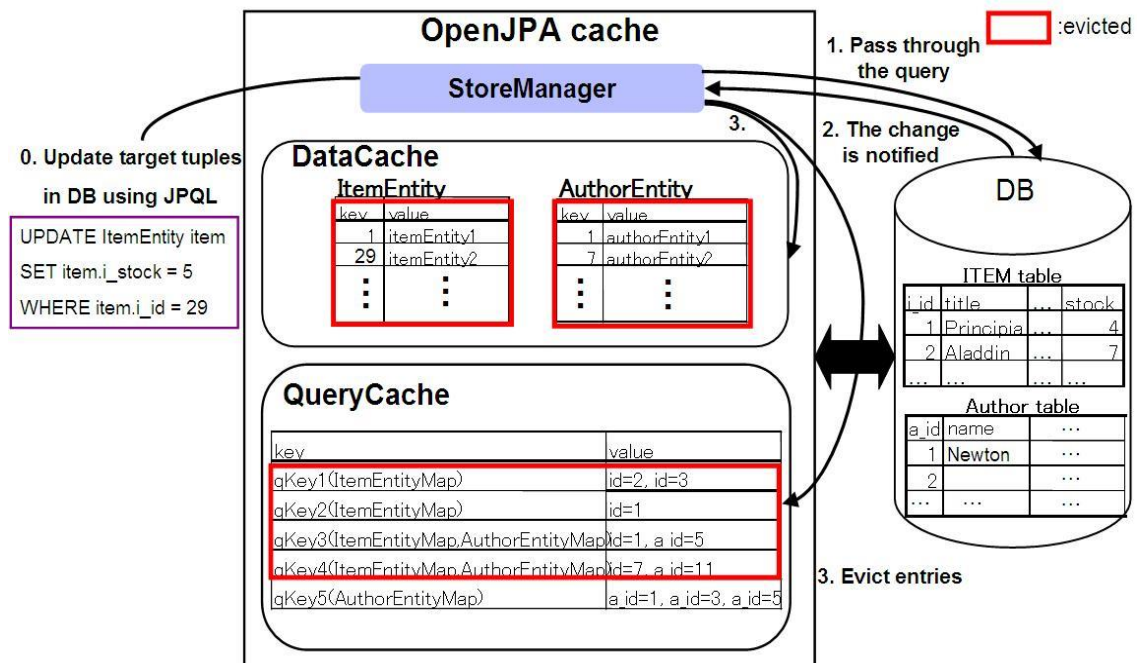 OpenJPA cache
:evicted
StoreManager
1. Pass through
the query
2. The change
is notified
3.
0. Update target tuples
in DB using JPQL
UPDATE ItemEntity item
SET item.i_stock = 5
WHERE item.i_id = 29
DataCache
ItemEntity
key value
1 itemEntity1
29 itemEntity2
⋮ ⋮
AuthorEntity
key value
1 authorEntity1
7 authorEntity2
⋮ ⋮
DB
ITEM table
i_id title ... stock
1 Principia ... 4
2 Aladdin ... 7
... ... ... ...
Author table
a_id name ...
1 Newton ...
2 ...
... ... ...
QueryCache
key value
qKey1(ItemEntityMap) id=2, id=3
qKey2(ItemEntityMap) id=1
qKey3(ItemEntityMap,AuthorEntityMap) id=1, a_id=5
qKey4(ItemEntityMap,AuthorEntityMap) id=7, a_id=11
qKey5(AuthorEntityMap) a_id=1, a_id=3, a_id=5
3. Evict entries